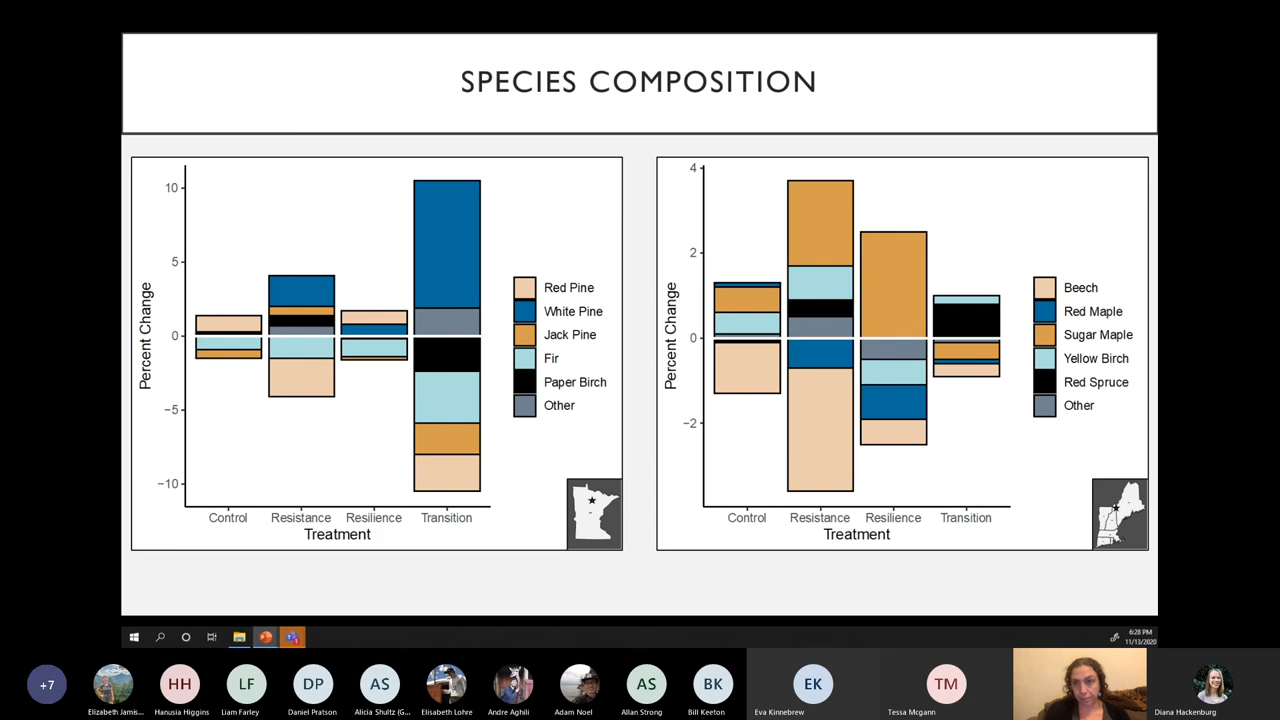 SPECIES COMPOSITION
10
5
0
−5
−10
Percent Change
Control Resistance Resilience Transition
Treatment
Red Pine
White Pine
Jack Pine
Fir
Paper Birch
Other
4
2
0
−2
Percent Change
Control Resistance Resilience Transition
Treatment
Beech
Red Maple
Sugar Maple
Yellow Birch
Red Spruce
Other
6:28 PM
11/13/2020
+7
HH
LF
DP
AS
AS
BK
EK
TM
Elizabeth Jamis...
Hanusia Higgins
Liam Farley
Daniel Pratson
Alicia Shultz (G...
Elisabeth Lohre
Andre Aghili
Adam Noel
Allan Strong
Bill Keeton
Eva Kinnebrew
Tessa Mcgann
Diana Hackenburg